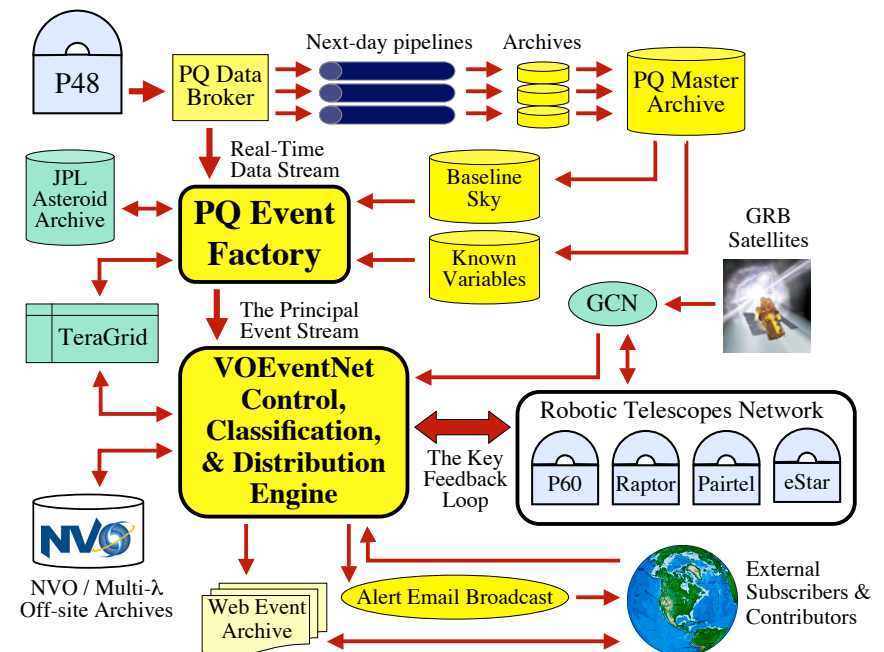 P48
PQ Data
Broker
Next-day pipelines
Archives
PQ Master
Archive
Real-Time
Data Stream
JPL
Asteroid
Archive
PQ Event
Factory
Baseline
Sky
Known
Variables
GRB
Satellites
GCN
TeraGrid
The Principal
Event Stream
VOEventNet
Control,
Classification,
& Distribution
Engine
The Key
Feedback
Loop
Robotic Telescopes Network
P60
Raptor
Pairtel
eStar
NVO
NVO / Multi-λ
Off-site Archives
Web Event
Archive
Alert Email Broadcast
External
Subscribers &
Contributors